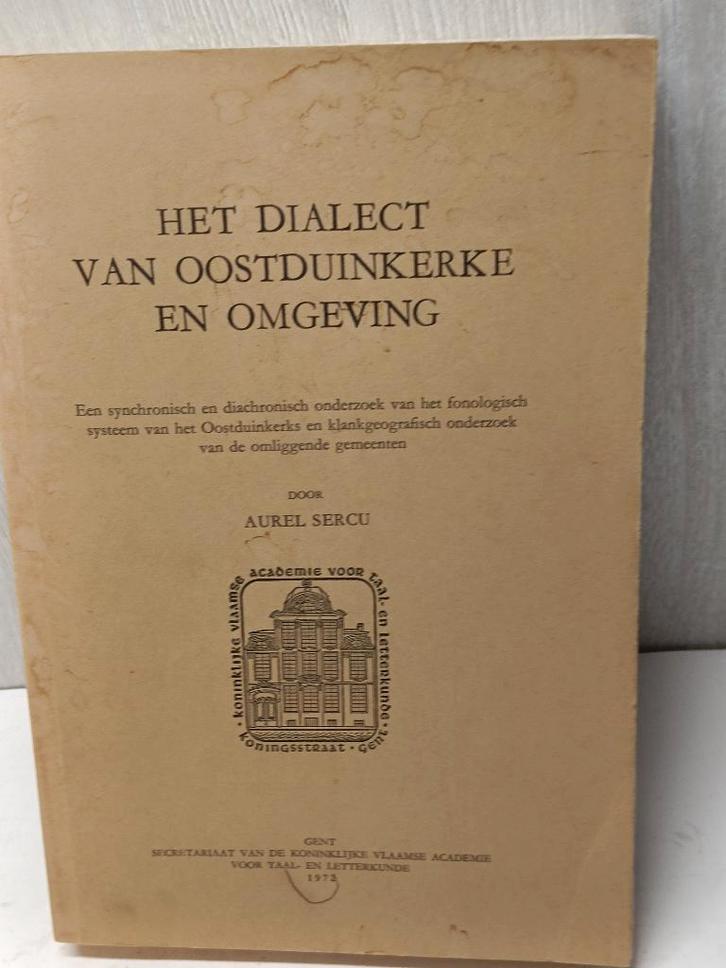 HET DIALECT
VAN OOSTDUINKERKE
EN OMGEVING
Een synchronisch en diachronisch onderzoek van het fonologisch
systeem van het Oostduinkerks en klankgeografisch onderzoek
van de omliggende gemeenten
DOOR
AUREL SERCU
· koninklijke vlaamse academie voor taal- en letterkunde ·
koningsstraat · gent
GENT
SECRETARIAAT VAN DE KONINKLIJKE VLAAMSE ACADEMIE
VOOR TAAL- EN LETTERKUNDE
1972